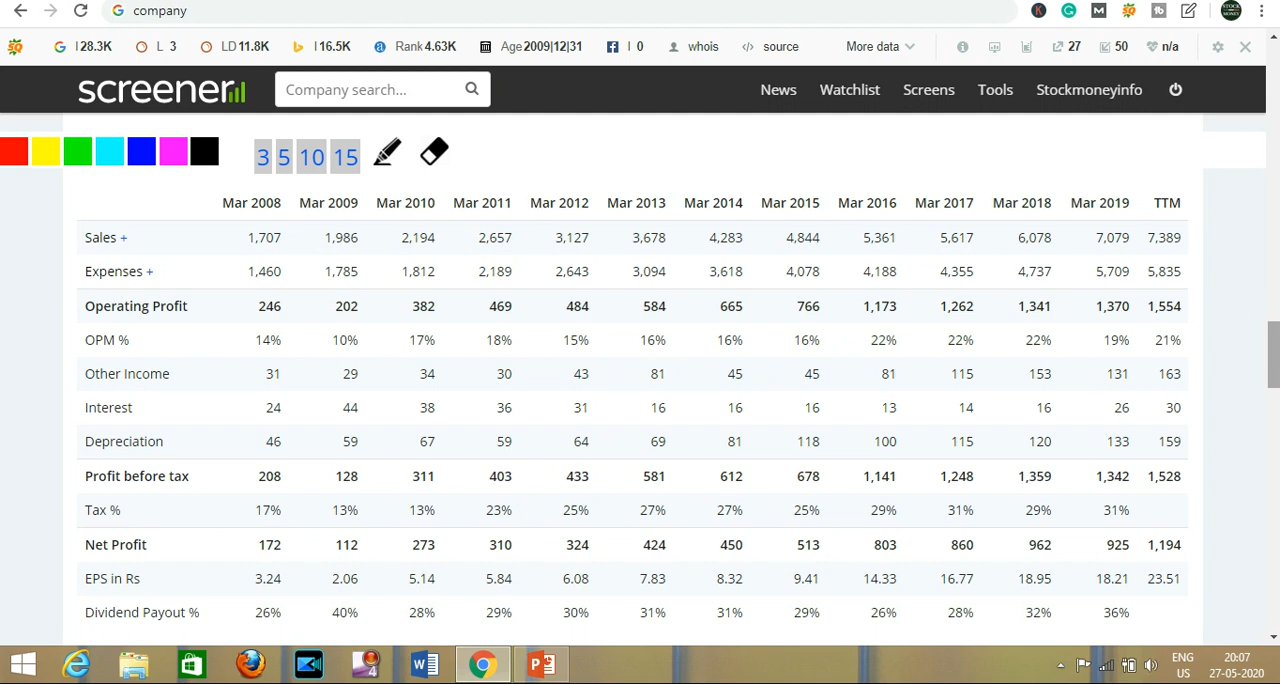 company
I 28.3K L 3 LD 11.8K I 16.5K Rank 4.63K Age 2009|12|31 I 0 whois source More data 27 50 n/a
screener Company search... News Watchlist Screens Tools Stockmoneyinfo
3 5 10 15
Mar 2008 Mar 2009 Mar 2010 Mar 2011 Mar 2012 Mar 2013 Mar 2014 Mar 2015 Mar 2016 Mar 2017 Mar 2018 Mar 2019 TTM
Sales + 1,707 1,986 2,194 2,657 3,127 3,678 4,283 4,844 5,361 5,617 6,078 7,079 7,389
Expenses + 1,460 1,785 1,812 2,189 2,643 3,094 3,618 4,078 4,188 4,355 4,737 5,709 5,835
Operating Profit 246 202 382 469 484 584 665 766 1,173 1,262 1,341 1,370 1,554
OPM % 14% 10% 17% 18% 15% 16% 16% 16% 22% 22% 22% 19% 21%
Other Income 31 29 34 30 43 81 45 45 81 115 153 131 163
Interest 24 44 38 36 31 16 16 16 13 14 16 26 30
Depreciation 46 59 67 59 64 69 81 118 100 115 120 133 159
Profit before tax 208 128 311 403 433 581 612 678 1,141 1,248 1,359 1,342 1,528
Tax % 17% 13% 13% 23% 25% 27% 27% 25% 29% 31% 29% 31%
Net Profit 172 112 273 310 324 424 450 513 803 860 962 925 1,194
EPS in Rs 3.24 2.06 5.14 5.84 6.08 7.83 8.32 9.41 14.33 16.77 18.95 18.21 23.51
Dividend Payout % 26% 40% 28% 29% 30% 31% 31% 29% 26% 28% 32% 36%
ENG 20:07
US 27-05-2020